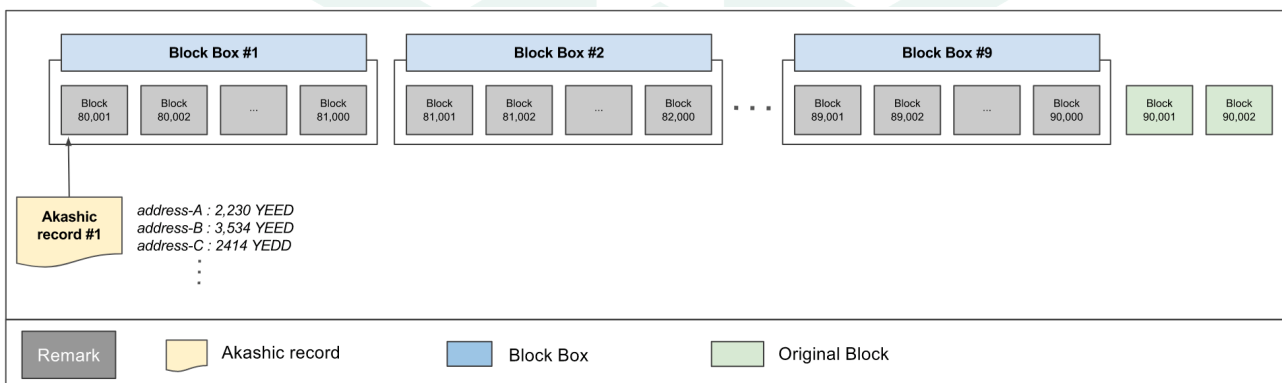 Block Box #1
Block Box #2
Block Box #9
Block
80,001
Block
80,002
...
Block
81,000
Block
81,001
Block
81,002
...
Block
82,000
Block
89,001
Block
89,002
...
Block
90,000
Block
90,001
Block
90,002
Akashic
record #1
address-A : 2,230 YEED
address-B : 3,534 YEED
address-C : 2414 YEDD
Remark
Akashic record
Block Box
Original Block